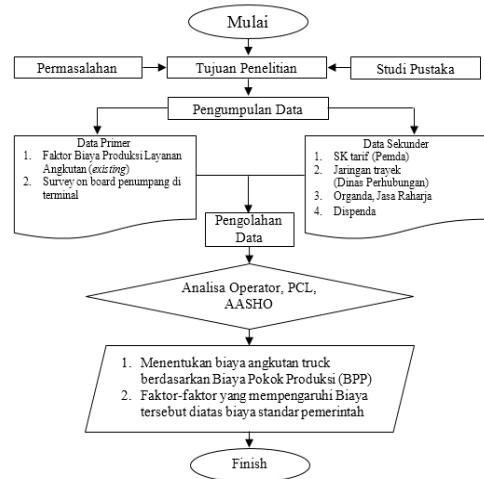 Mulai
Permasalahan
Tujuan Penelitian
Studi Pustaka
Pengumpulan Data
Data Primer
1. Faktor Biaya Produksi Layanan
Angkutan (existing)
2. Survey on board penumpang di
terminal
Data Sekunder
1. SK tarif (Pemda)
2. Jaringan trayek
(Dinas Perhubungan)
3. Organda, Jasa Raharja
4. Dispenda
Pengolahan
Data
Analisa Operator, PCL,
AASHO
1. Menentukan biaya angkutan truck
berdasarkan Biaya Pokok Produksi (BPP)
2. Faktor-faktor yang mempengaruhi Biaya
tersebut diatas biaya standar pemerintah
Finish